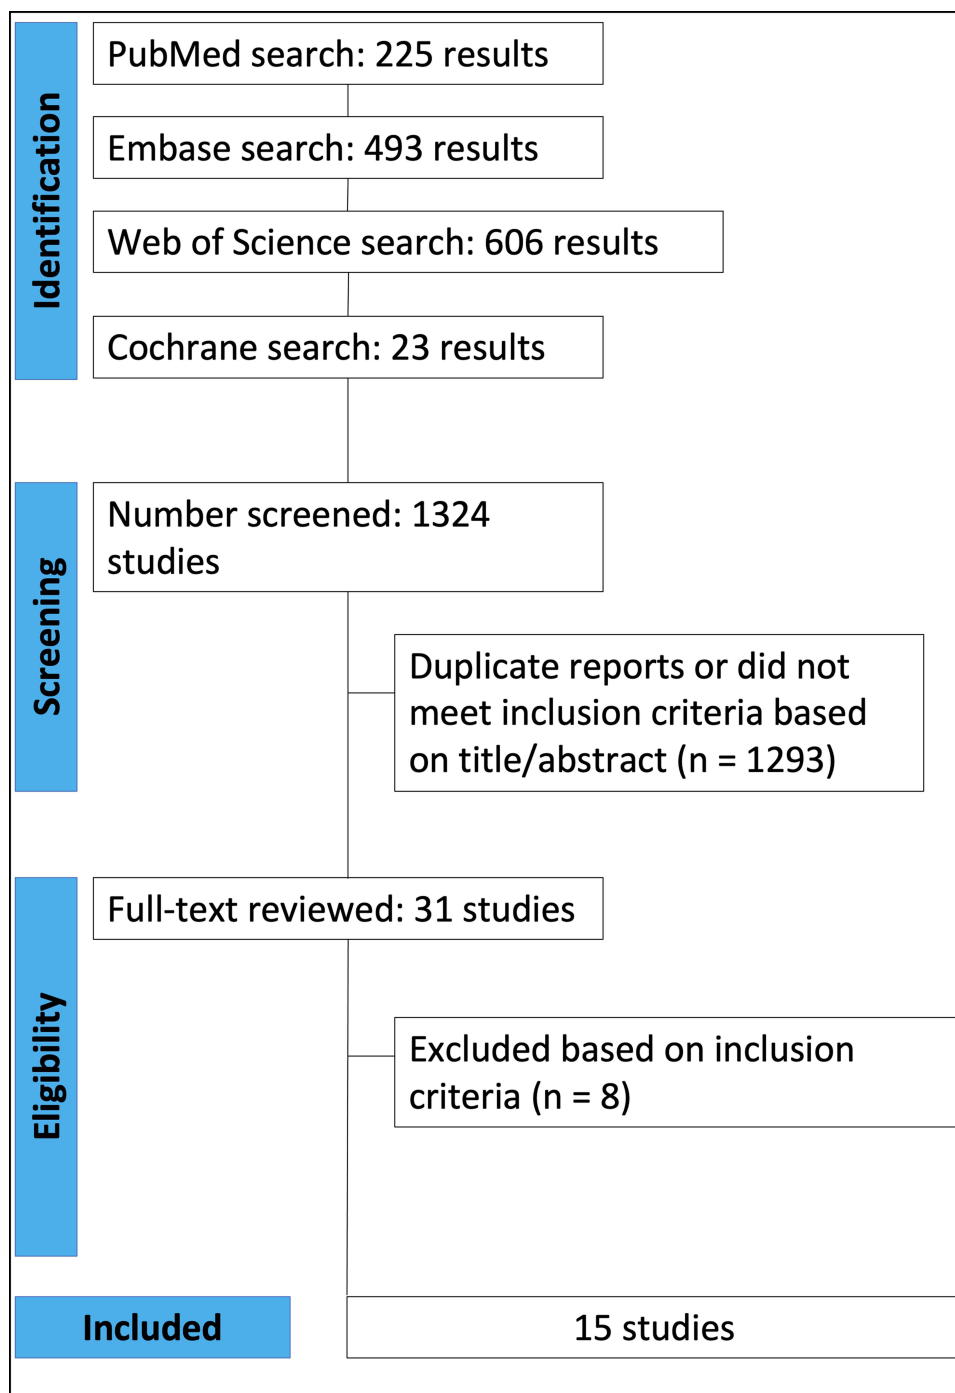 Identification
PubMed search: 225 results
Embase search: 493 results
Web of Science search: 606 results
Cochrane search: 23 results
Screening
Number screened: 1324
studies
Duplicate reports or did not
meet inclusion criteria based
on title/abstract (n = 1293)
Eligibility
Full-text reviewed: 31 studies
Excluded based on inclusion
criteria (n = 8)
Included
15 studies